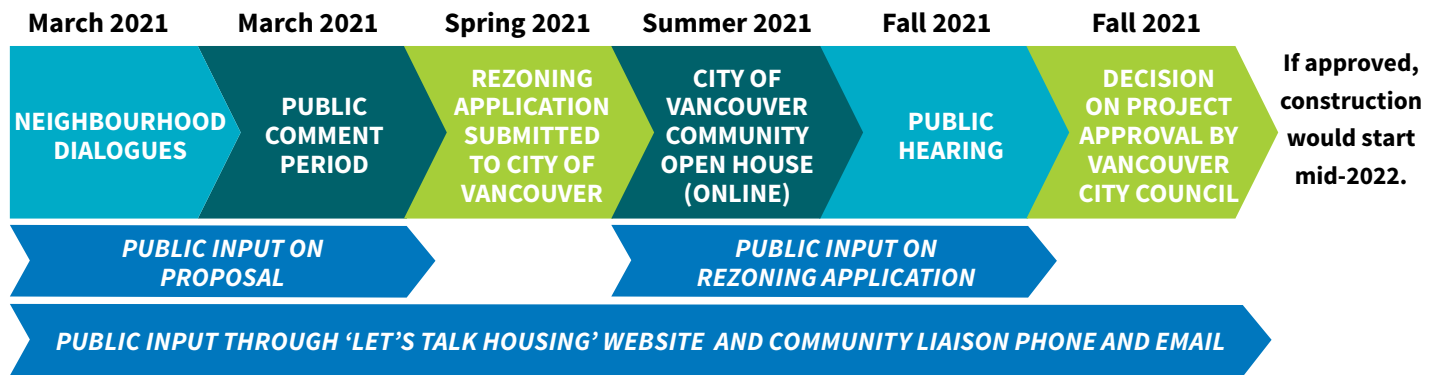 March 2021
March 2021
Spring 2021
Summer 2021
Fall 2021
Fall 2021
NEIGHBOURHOOD
DIALOGUES
PUBLIC
COMMENT
PERIOD
REZONING
APPLICATION
SUBMITTED
TO CITY OF
VANCOUVER
CITY OF
VANCOUVER
COMMUNITY
OPEN HOUSE
(ONLINE)
PUBLIC
HEARING
DECISION
ON PROJECT
APPROVAL BY
VANCOUVER
CITY COUNCIL
If approved,
construction
would start
mid-2022.
PUBLIC INPUT ON
PROPOSAL
PUBLIC INPUT ON
REZONING APPLICATION
PUBLIC INPUT THROUGH ‘LET’S TALK HOUSING’ WEBSITE AND COMMUNITY LIAISON PHONE AND EMAIL